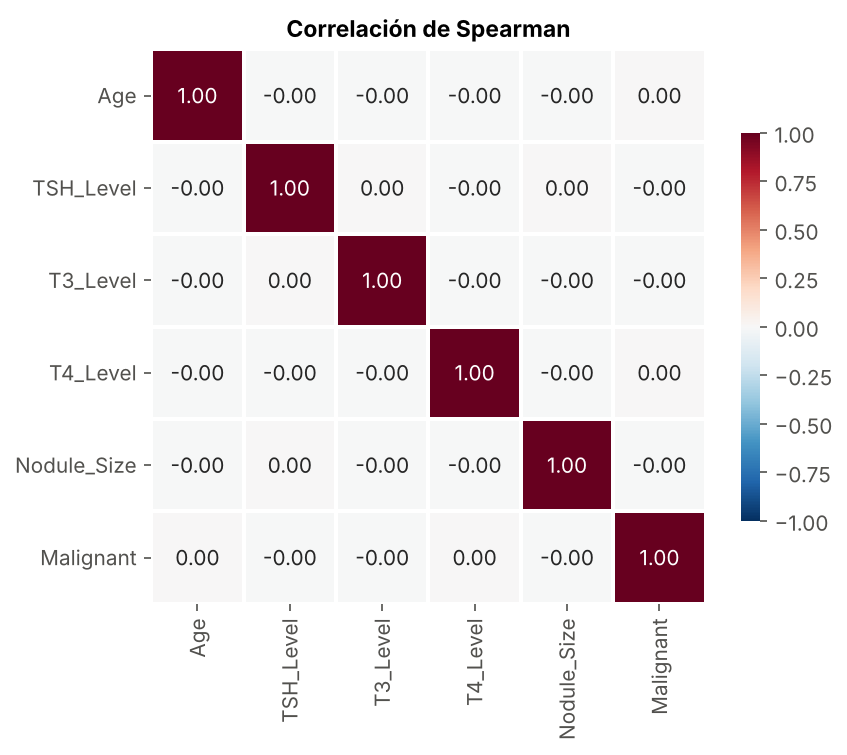 Correlación de Spearman
Age 1.00 -0.00 -0.00 -0.00 -0.00 0.00
TSH_Level -0.00 1.00 0.00 -0.00 0.00 -0.00
T3_Level -0.00 0.00 1.00 -0.00 -0.00 -0.00
T4_Level -0.00 -0.00 -0.00 1.00 -0.00 0.00
Nodule_Size -0.00 0.00 -0.00 -0.00 1.00 -0.00
Malignant 0.00 -0.00 -0.00 0.00 -0.00 1.00
Age TSH_Level T3_Level T4_Level Nodule_Size Malignant
1.00
0.75
0.50
0.25
0.00
−0.25
−0.50
−0.75
−1.00